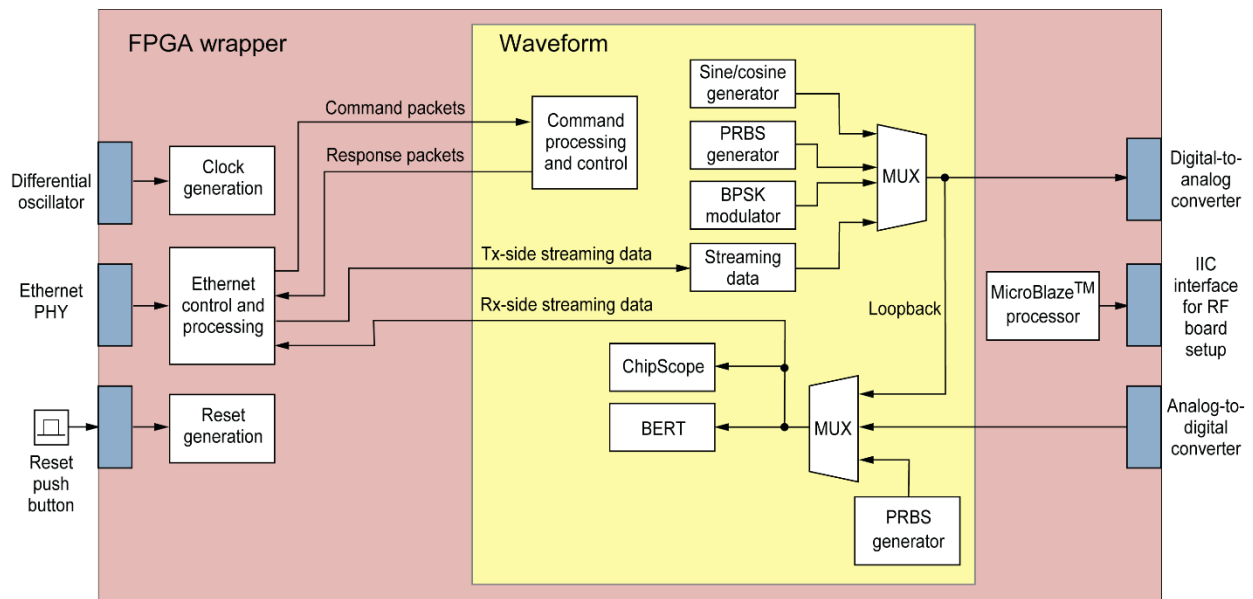 FPGA wrapper
Waveform
Sine/cosine
generator
Command packets
Command
processing
and control
PRBS
generator
MUX
Response packets
Differential
oscillator
Clock
generation
BPSK
modulator
Digital-to-
analog
converter
Tx-side streaming data
Streaming
data
Ethernet
PHY
Ethernet
control and
processing
Rx-side streaming data
Loopback
MicroBlaze™
processor
IIC
interface
for RF
board
setup
ChipScope
Reset
generation
BERT
MUX
Analog-to-
digital
converter
Reset
push
button
PRBS
generator